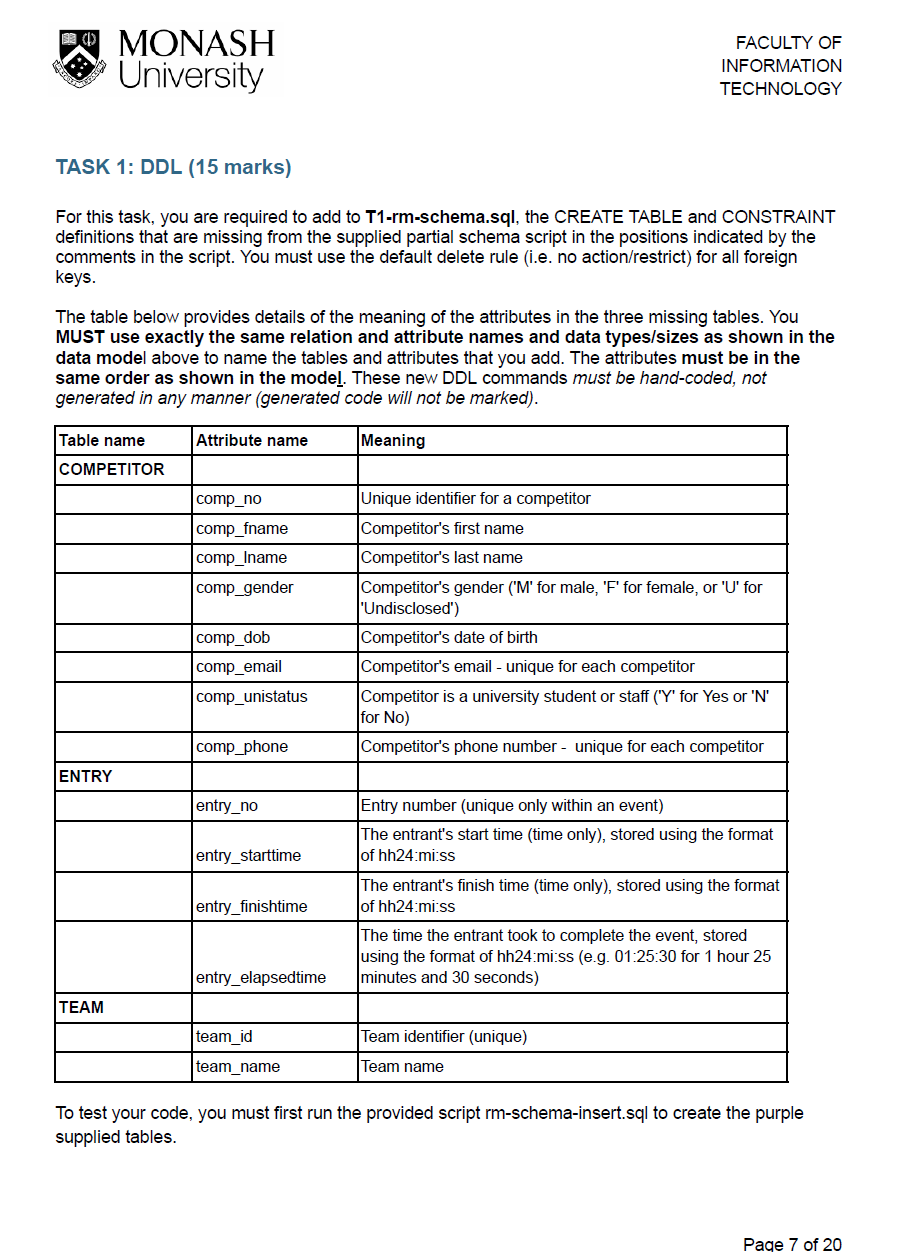 MONASH
University
FACULTY OF
INFORMATION
TECHNOLOGY
TASK 1: DDL (15 marks)
For this task, you are required to add to T1-rm-schema.sql, the CREATE TABLE and CONSTRAINT
definitions that are missing from the supplied partial schema script in the positions indicated by the
comments in the script. You must use the default delete rule (i.e. no action/restrict) for all foreign
keys.
The table below provides details of the meaning of the attributes in the three missing tables. You
MUST use exactly the same relation and attribute names and data types/sizes as shown in the
data model above to name the tables and attributes that you add. The attributes must be in the
same order as shown in the model. These new DDL commands must be hand-coded, not
generated in any manner (generated code will not be marked).
Table name Attribute name Meaning
COMPETITOR
comp_no Unique identifier for a competitor
comp_fname Competitor's first name
comp_lname Competitor's last name
comp_gender Competitor's gender ('M' for male, 'F' for female, or 'U' for
'Undisclosed')
comp_dob Competitor's date of birth
comp_email Competitor's email - unique for each competitor
comp_unistatus Competitor is a university student or staff ('Y' for Yes or 'N'
for No)
comp_phone Competitor's phone number - unique for each competitor
ENTRY
entry_no Entry number (unique only within an event)
The entrant's start time (time only), stored using the format
entry_starttime of hh24:mi:ss
The entrant's finish time (time only), stored using the format
entry_finishtime of hh24:mi:ss
The time the entrant took to complete the event, stored
using the format of hh24:mi:ss (e.g. 01:25:30 for 1 hour 25
entry_elapsedtime minutes and 30 seconds)
TEAM
team_id Team identifier (unique)
team_name Team name
To test your code, you must first run the provided script rm-schema-insert.sql to create the purple
supplied tables.
Page 7 of 20